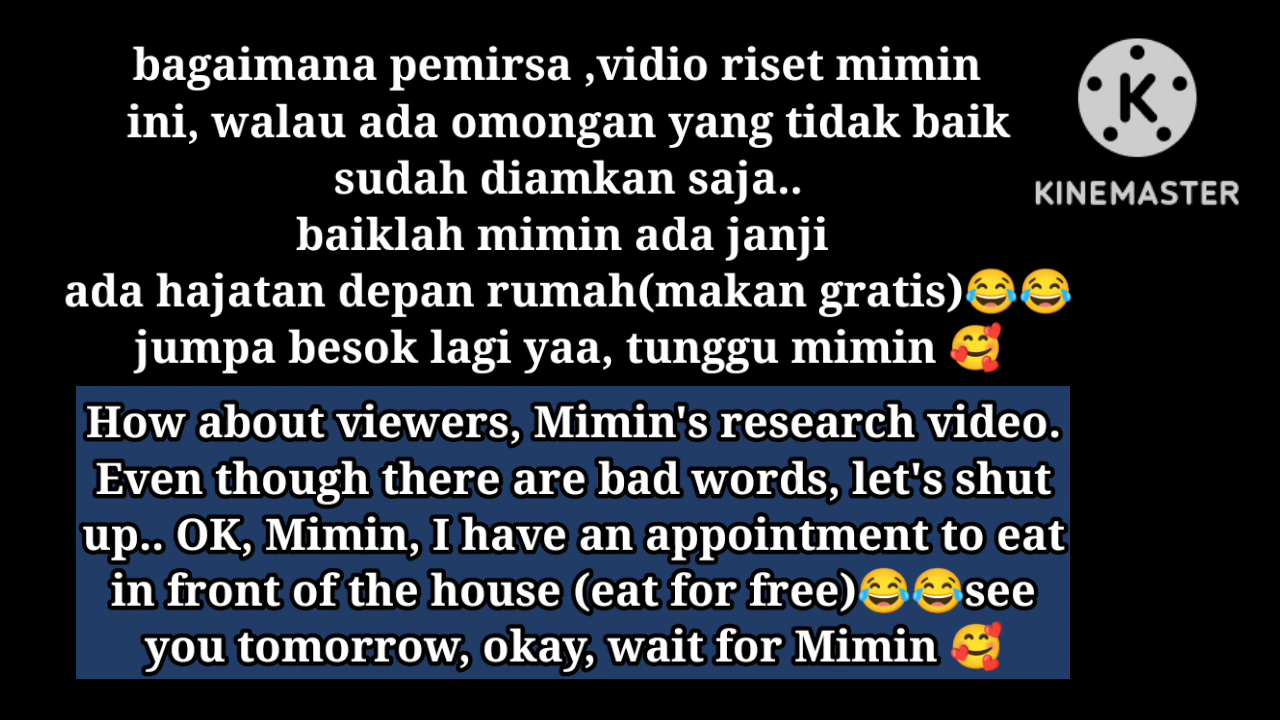 bagaimana pemirsa ,vidio riset mimin
ini, walau ada omongan yang tidak baik
sudah diamkan saja..
baiklah mimin ada janji
ada hajatan depan rumah(makan gratis)😂😂
jumpa besok lagi yaa, tunggu mimin 🥰
How about viewers, Mimin's research video.
Even though there are bad words, let's shut
up.. OK, Mimin, I have an appointment to eat
in front of the house (eat for free)😂😂see
you tomorrow, okay, wait for Mimin 🥰
K
KINEMASTER